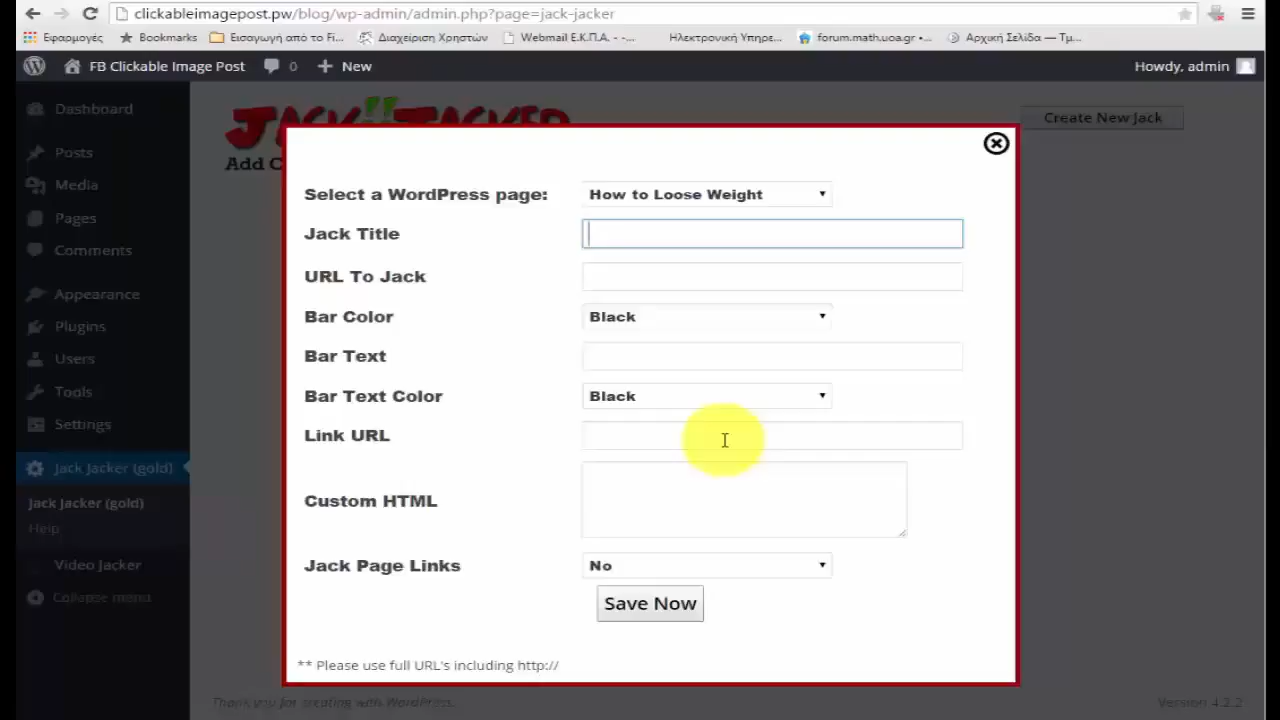 clickableimagepost.pw/blog/wp-admin/admin.php?page=jack-jacker
Εφαρμογές Bookmarks Εισαγωγή από το Fi... Διαχείριση Χρηστών Webmail Ε.Κ.Π.Α. - -... Ηλεκτρονική Υπηρε... forum.math.uoa.gr •... Αρχική Σελίδα — Τμ...
FB Clickable Image Post 0 New Howdy, admin
Dashboard
Posts
Media
Pages
Comments
Appearance
Plugins
Users
Tools
Settings
Jack Jacker (gold)
Jack Jacker (gold)
Help
Video Jacker
Collapse menu
JACK!!JACKER
Add C
Create New Jack
Select a WordPress page: How to Loose Weight
Jack Title
URL To Jack
Bar Color Black
Bar Text
Bar Text Color Black
Link URL
Custom HTML
Jack Page Links No
Save Now
** Please use full URL's including http://
Thank you for creating with WordPress.
Version 4.2.2